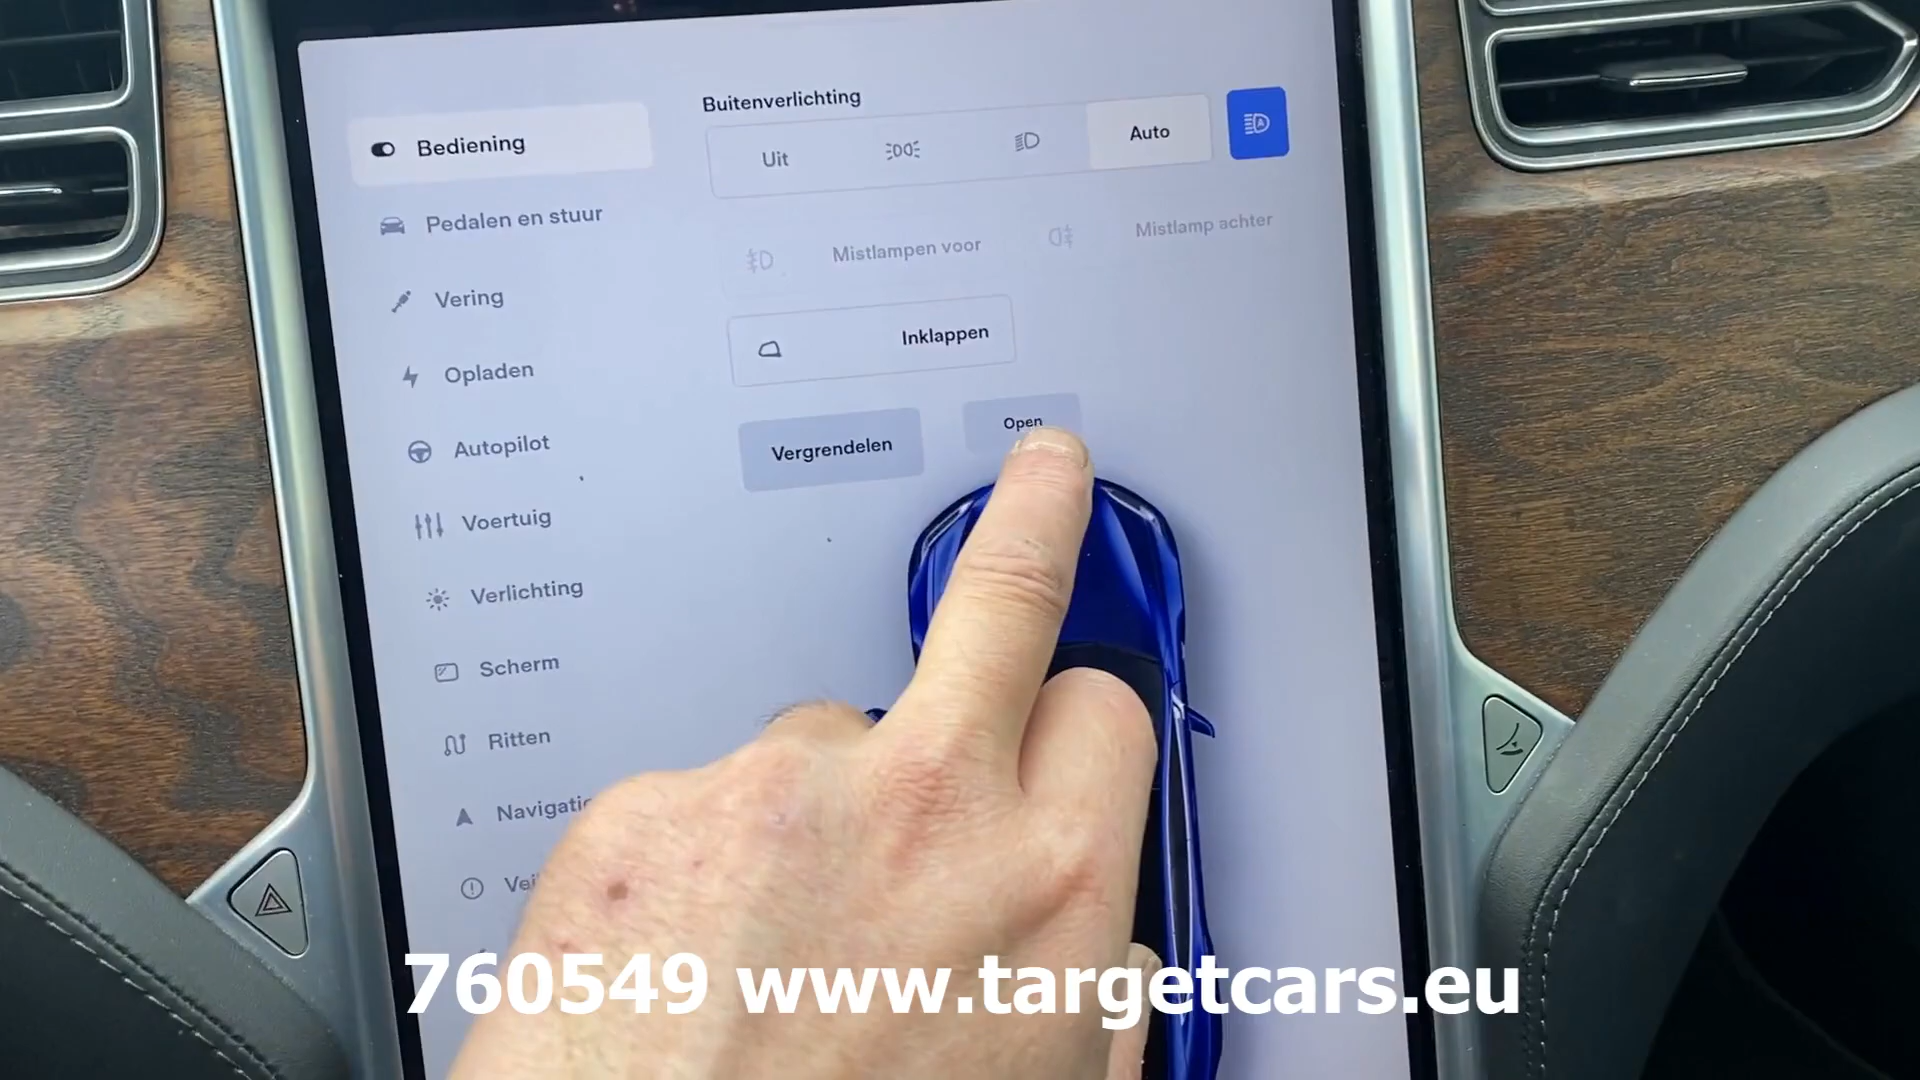 Bediening
Pedalen en stuur
Vering
Opladen
Autopilot
Voertuig
Verlichting
Scherm
Ritten
Buitenverlichting
Uit
Auto
Mistlampen voor
Mistlamp achter
Inklappen
Vergrendelen
Open
760549 www.targetcars.eu